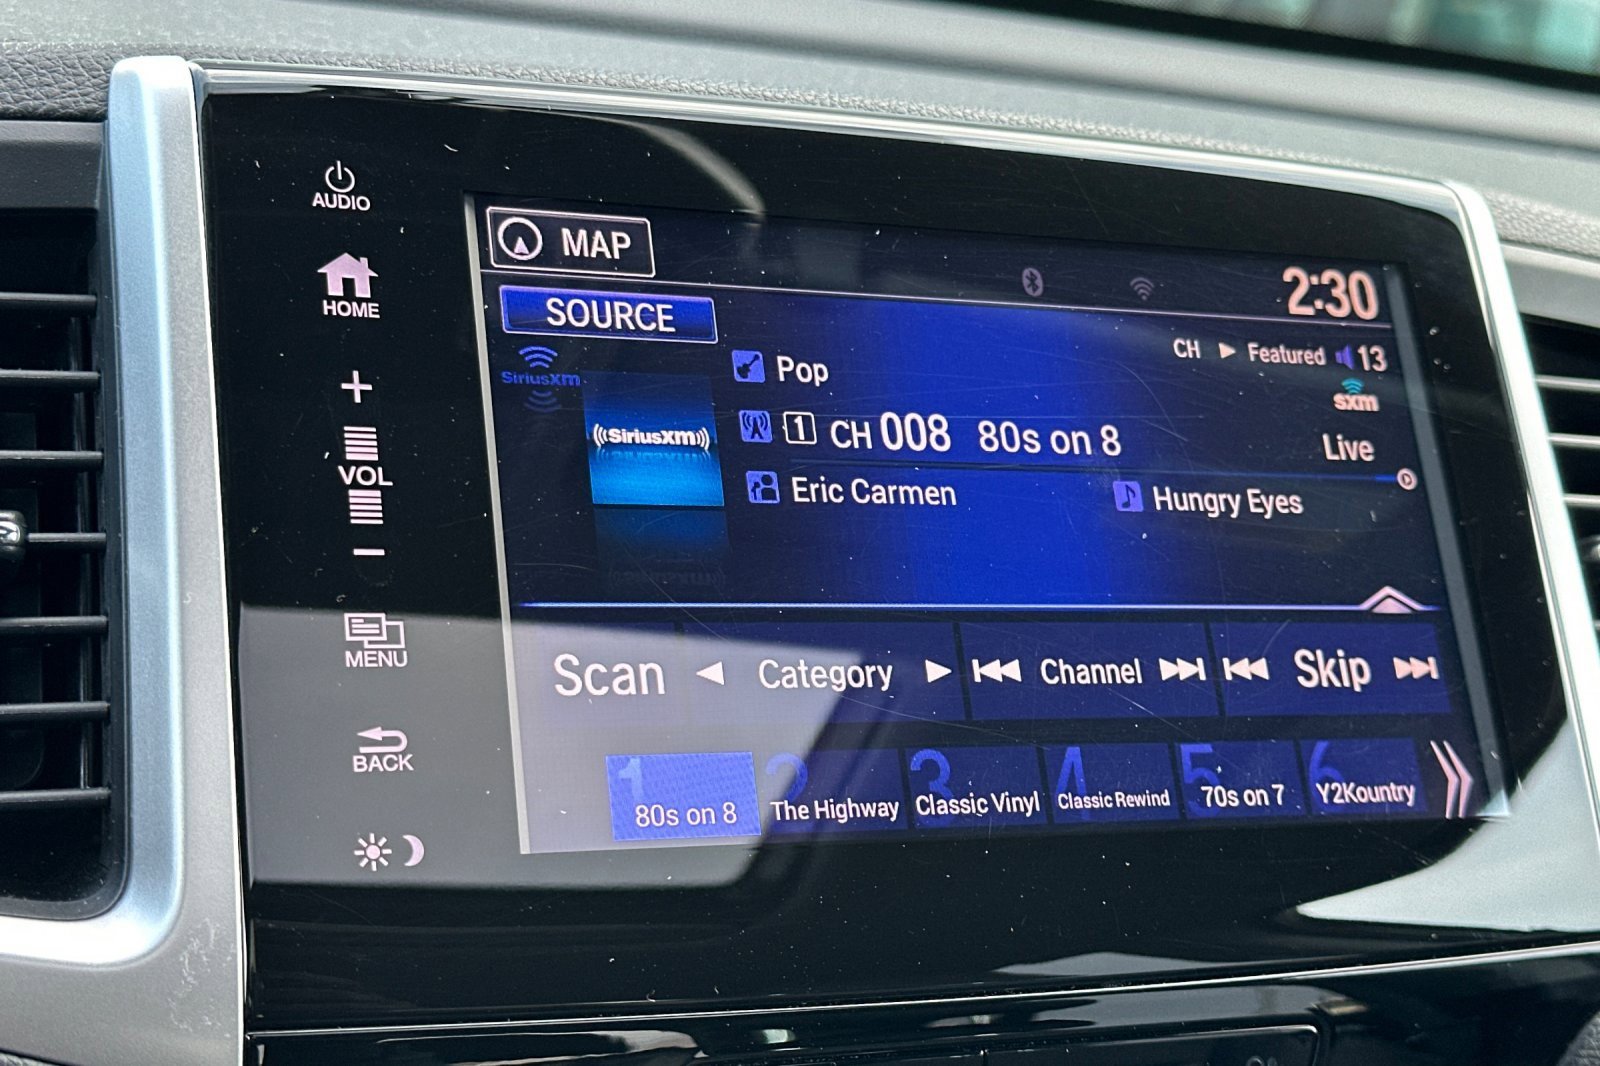 AUDIO
HOME
+
VOL
−
MENU
BACK
MAP
2:30
SOURCE
CH ▶ Featured 13
SiriusXM
sxm
((SiriusXM))
Pop
1 CH 008 80s on 8
Live
Eric Carmen
Hungry Eyes
Scan ◀ Category ▶ Channel Skip
1 80s on 8
2 The Highway
3 Classic Vinyl
4 Classic Rewind
5 70s on 7
6 Y2Kountry